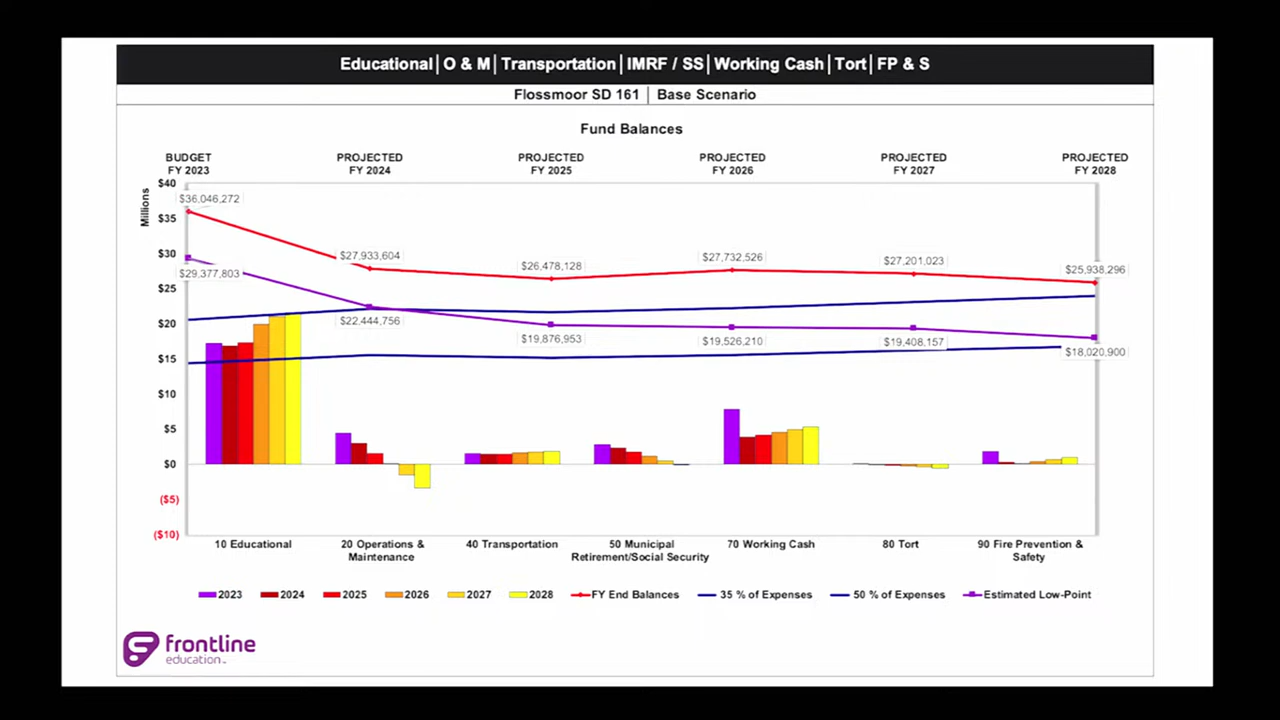 Educational | O & M | Transportation | IMRF / SS | Working Cash | Tort | FP & S
Flossmoor SD 161 | Base Scenario
Fund Balances
BUDGET FY 2023
PROJECTED FY 2024
PROJECTED FY 2025
PROJECTED FY 2026
PROJECTED FY 2027
PROJECTED FY 2028
Millions
$40
$35
$30
$25
$20
$15
$10
$5
$0
($5)
($10)
$36,046,272
$27,933,604
$26,478,128
$27,732,526
$27,201,023
$25,938,296
$29,377,803
$22,444,756
$19,876,953
$19,526,210
$19,408,157
$18,020,900
10 Educational
20 Operations & Maintenance
40 Transportation
50 Municipal Retirement/Social Security
70 Working Cash
80 Tort
90 Fire Prevention & Safety
2023 2024 2025 2026 2027 2028 FY End Balances 35 % of Expenses 50 % of Expenses Estimated Low-Point
frontline
education™